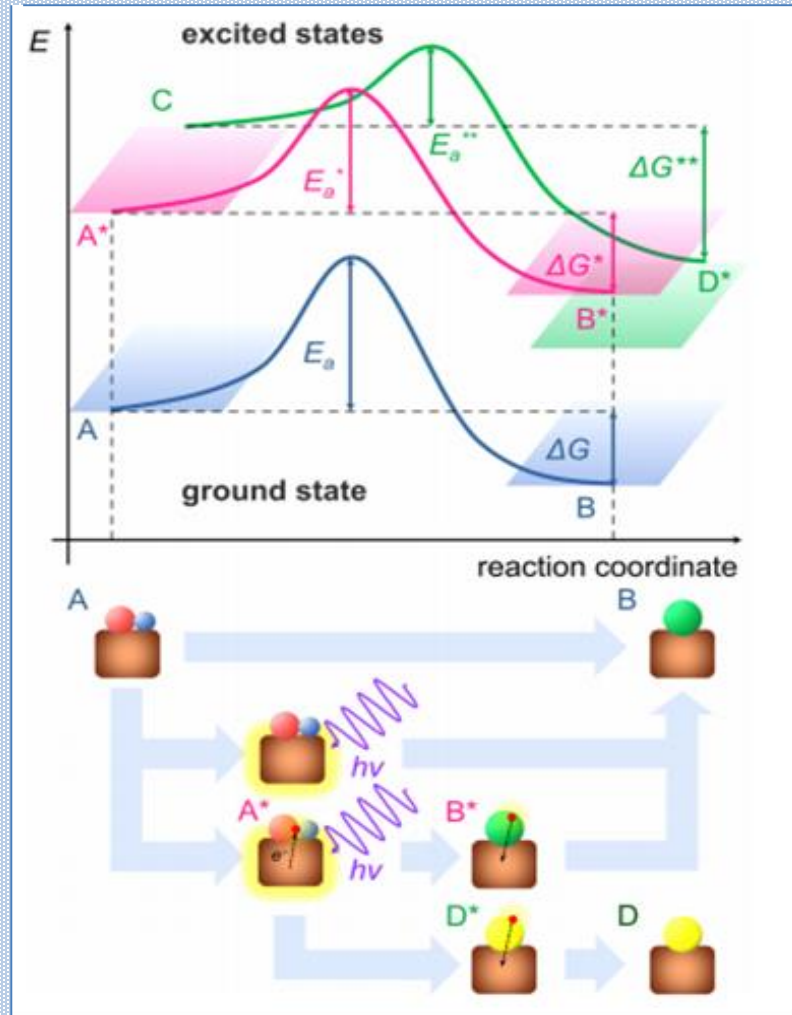 E
excited states
C
Eₐ**
ΔG**
Eₐ*
A*
ΔG*
D*
B*
Eₐ
A
ΔG
ground state
B
reaction coordinate
A
B
hν
A*
B*
e⁻
hν
D*
D